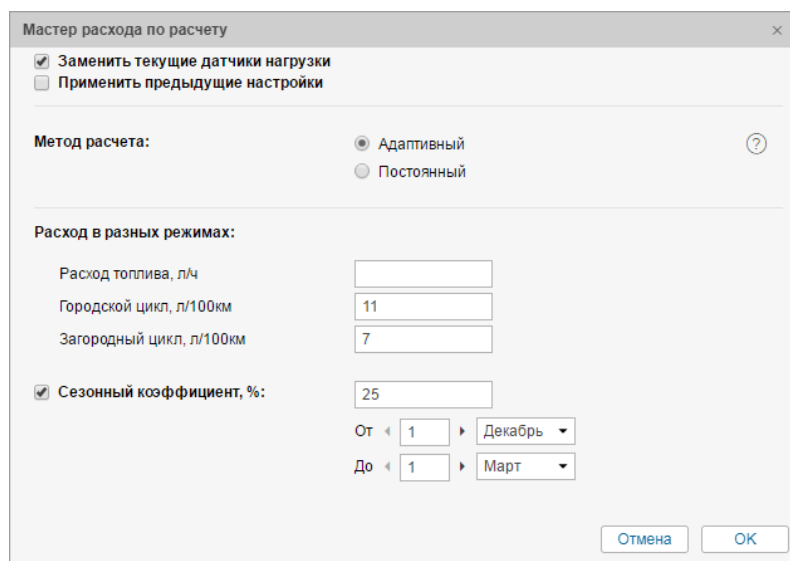 Мастер расхода по расчету ×
Заменить текущие датчики нагрузки
Применить предыдущие настройки
Метод расчета: Адаптивный ?
Постоянный
Расход в разных режимах:
Расход топлива, л/ч
Городской цикл, л/100км 11
Загородный цикл, л/100км 7
Сезонный коэффициент, %: 25
От 1 Декабрь
До 1 Март
Отмена OK